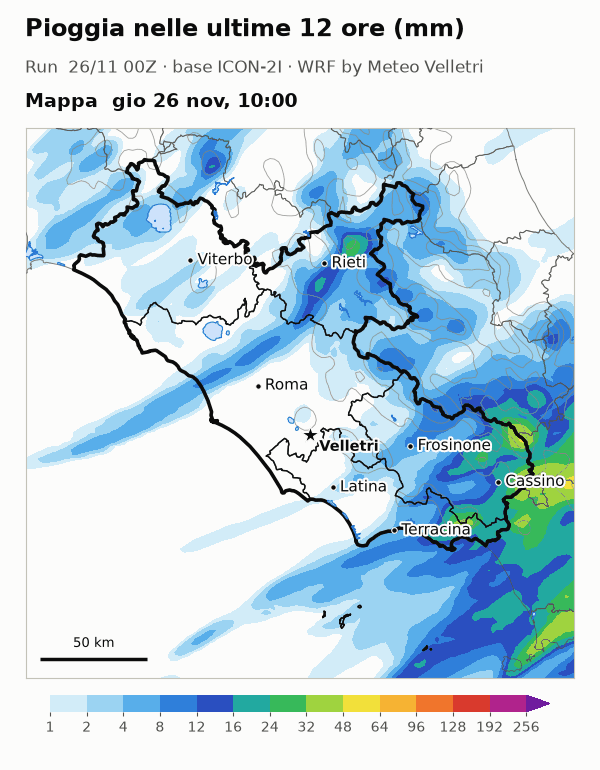 Pioggia nelle ultime 12 ore (mm)
Run 26/11 00Z · base ICON-2I · WRF by Meteo Velletri
Mappa gio 26 nov, 10:00
Viterbo
Rieti
Roma
Velletri
Frosinone
Latina
Cassino
Terracina
50 km
1 2 4 8 12 16 24 32 48 64 96 128 192 256